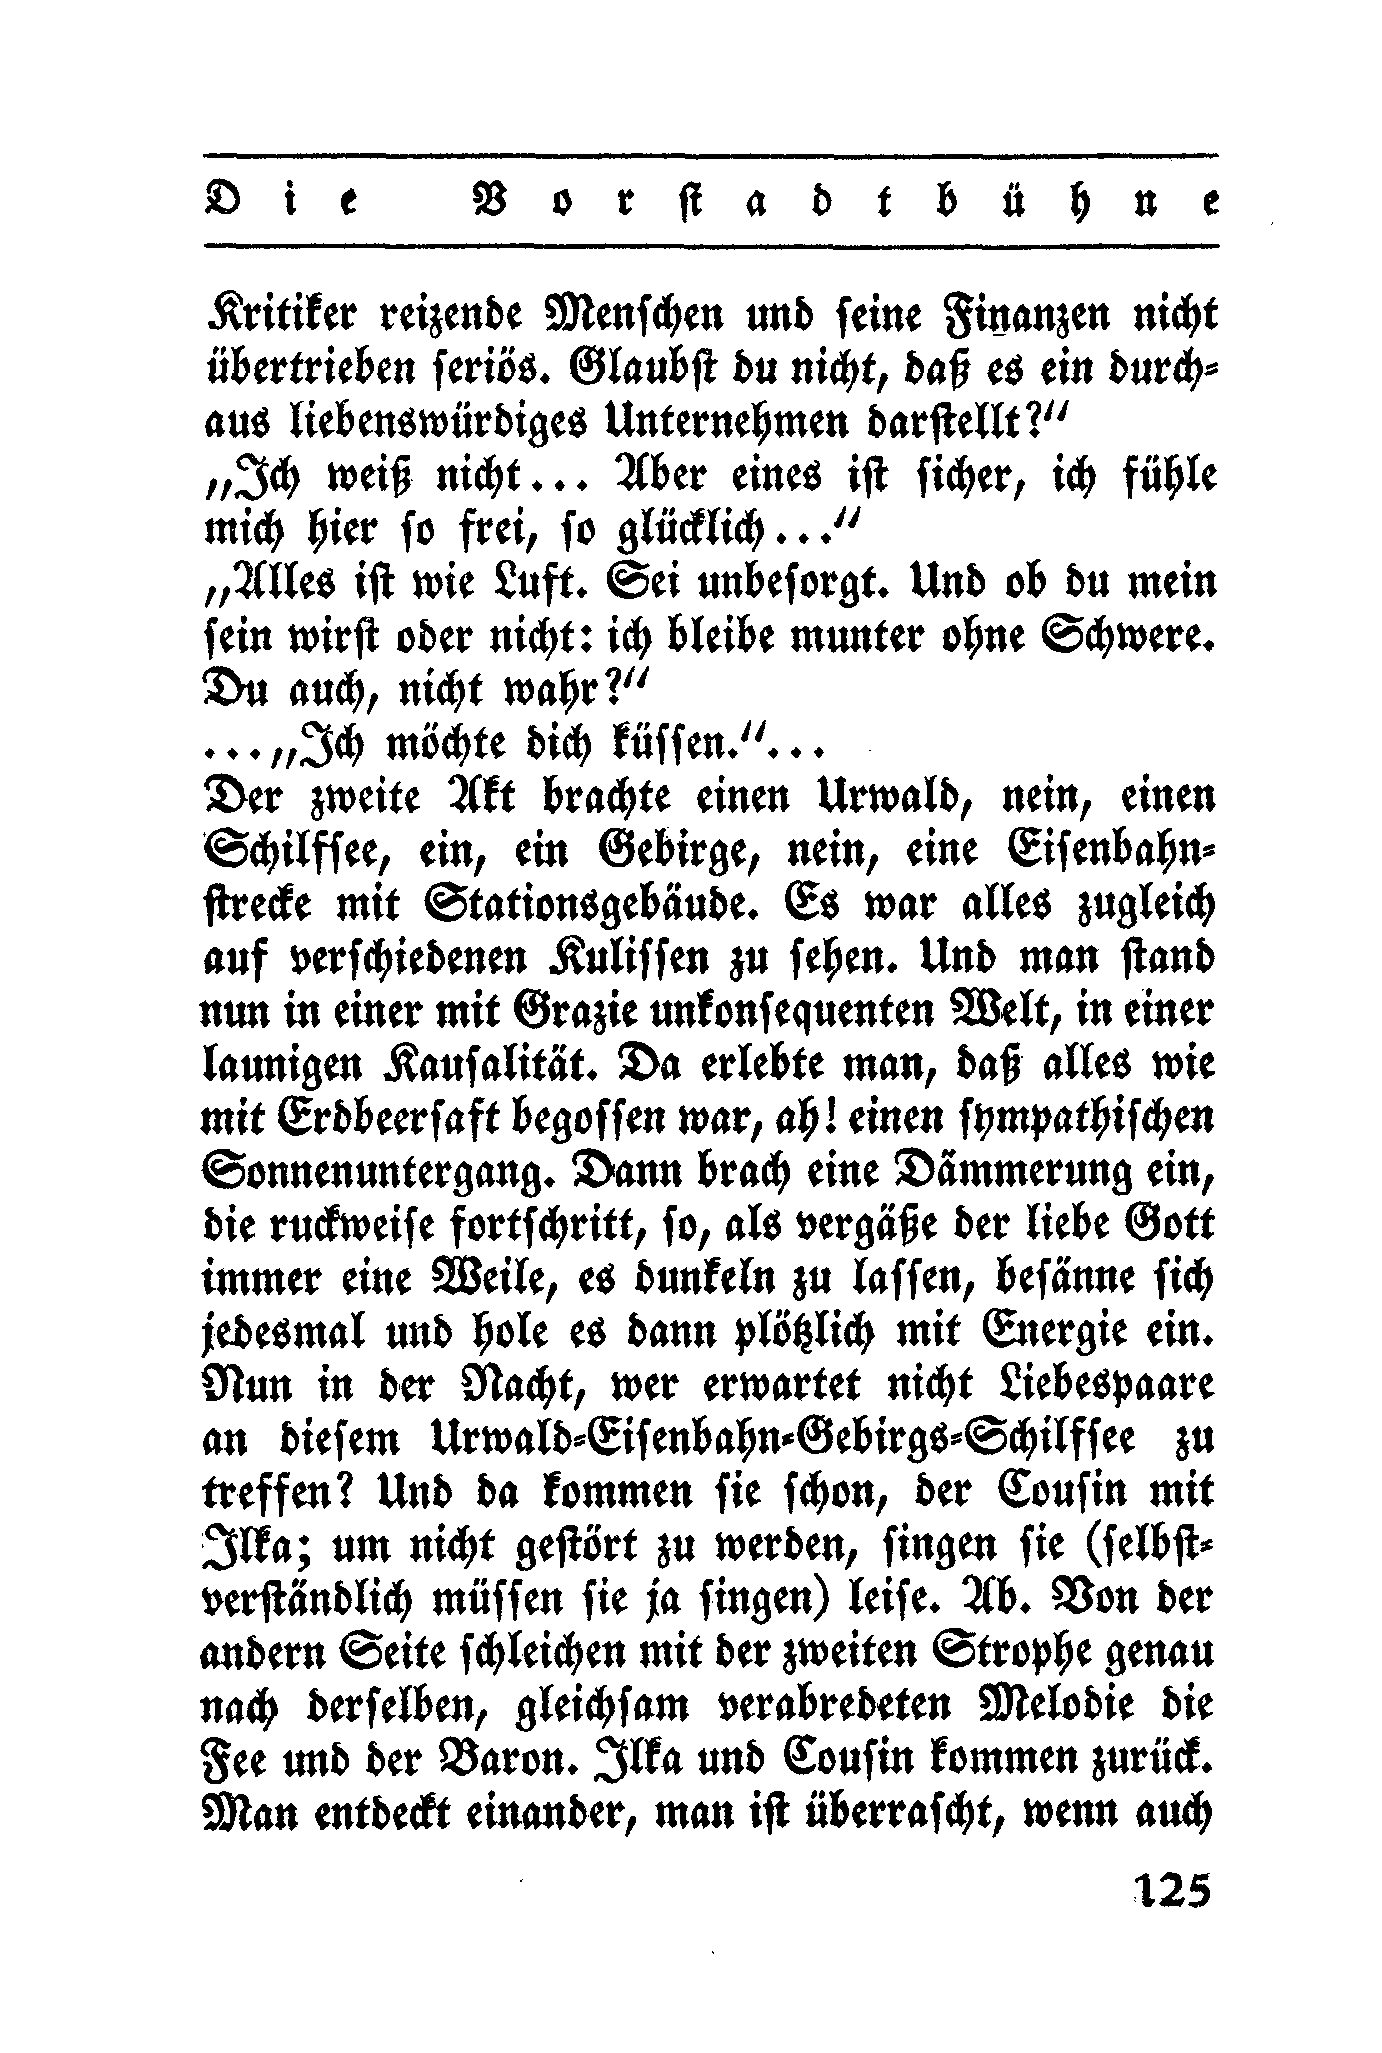 Die Vorstadtbühne
Kritiker reizende Menschen und seine Finanzen nicht
übertrieben seriös. Glaubst du nicht, daß es ein durch-
aus liebenswürdiges Unternehmen darstellt?“
„Ich weiß nicht... Aber eines ist sicher, ich fühle
mich hier so frei, so glücklich...“
„Alles ist wie Luft. Sei unbesorgt. Und ob du mein
sein wirst oder nicht: ich bleibe munter ohne Schwere.
Du auch, nicht wahr?“
...„Ich möchte dich küssen.“...
Der zweite Akt brachte einen Urwald, nein, einen
Schilfsee, ein, ein Gebirge, nein, eine Eisenbahn-
strecke mit Stationsgebäude. Es war alles zugleich
auf verschiedenen Kulissen zu sehen. Und man stand
nun in einer mit Grazie unkonsequenten Welt, in einer
launigen Kausalität. Da erlebte man, daß alles wie
mit Erdbeersaft begossen war, ah! einen sympathischen
Sonnenuntergang. Dann brach eine Dämmerung ein,
die ruckweise fortschritt, so, als vergäße der liebe Gott
immer eine Weile, es dunkeln zu lassen, besänne sich
jedesmal und hole es dann plötzlich mit Energie ein.
Nun in der Nacht, wer erwartet nicht Liebespaare
an diesem Urwald-Eisenbahn-Gebirgs-Schilfsee zu
treffen? Und da kommen sie schon, der Cousin mit
Ilka; um nicht gestört zu werden, singen sie (selbst-
verständlich müssen sie ja singen) leise. Ab. Von der
andern Seite schleichen mit der zweiten Strophe genau
nach derselben, gleichsam verabredeten Melodie die
Fee und der Baron. Ilka und Cousin kommen zurück.
Man entdeckt einander, man ist überrascht, wenn auch
125